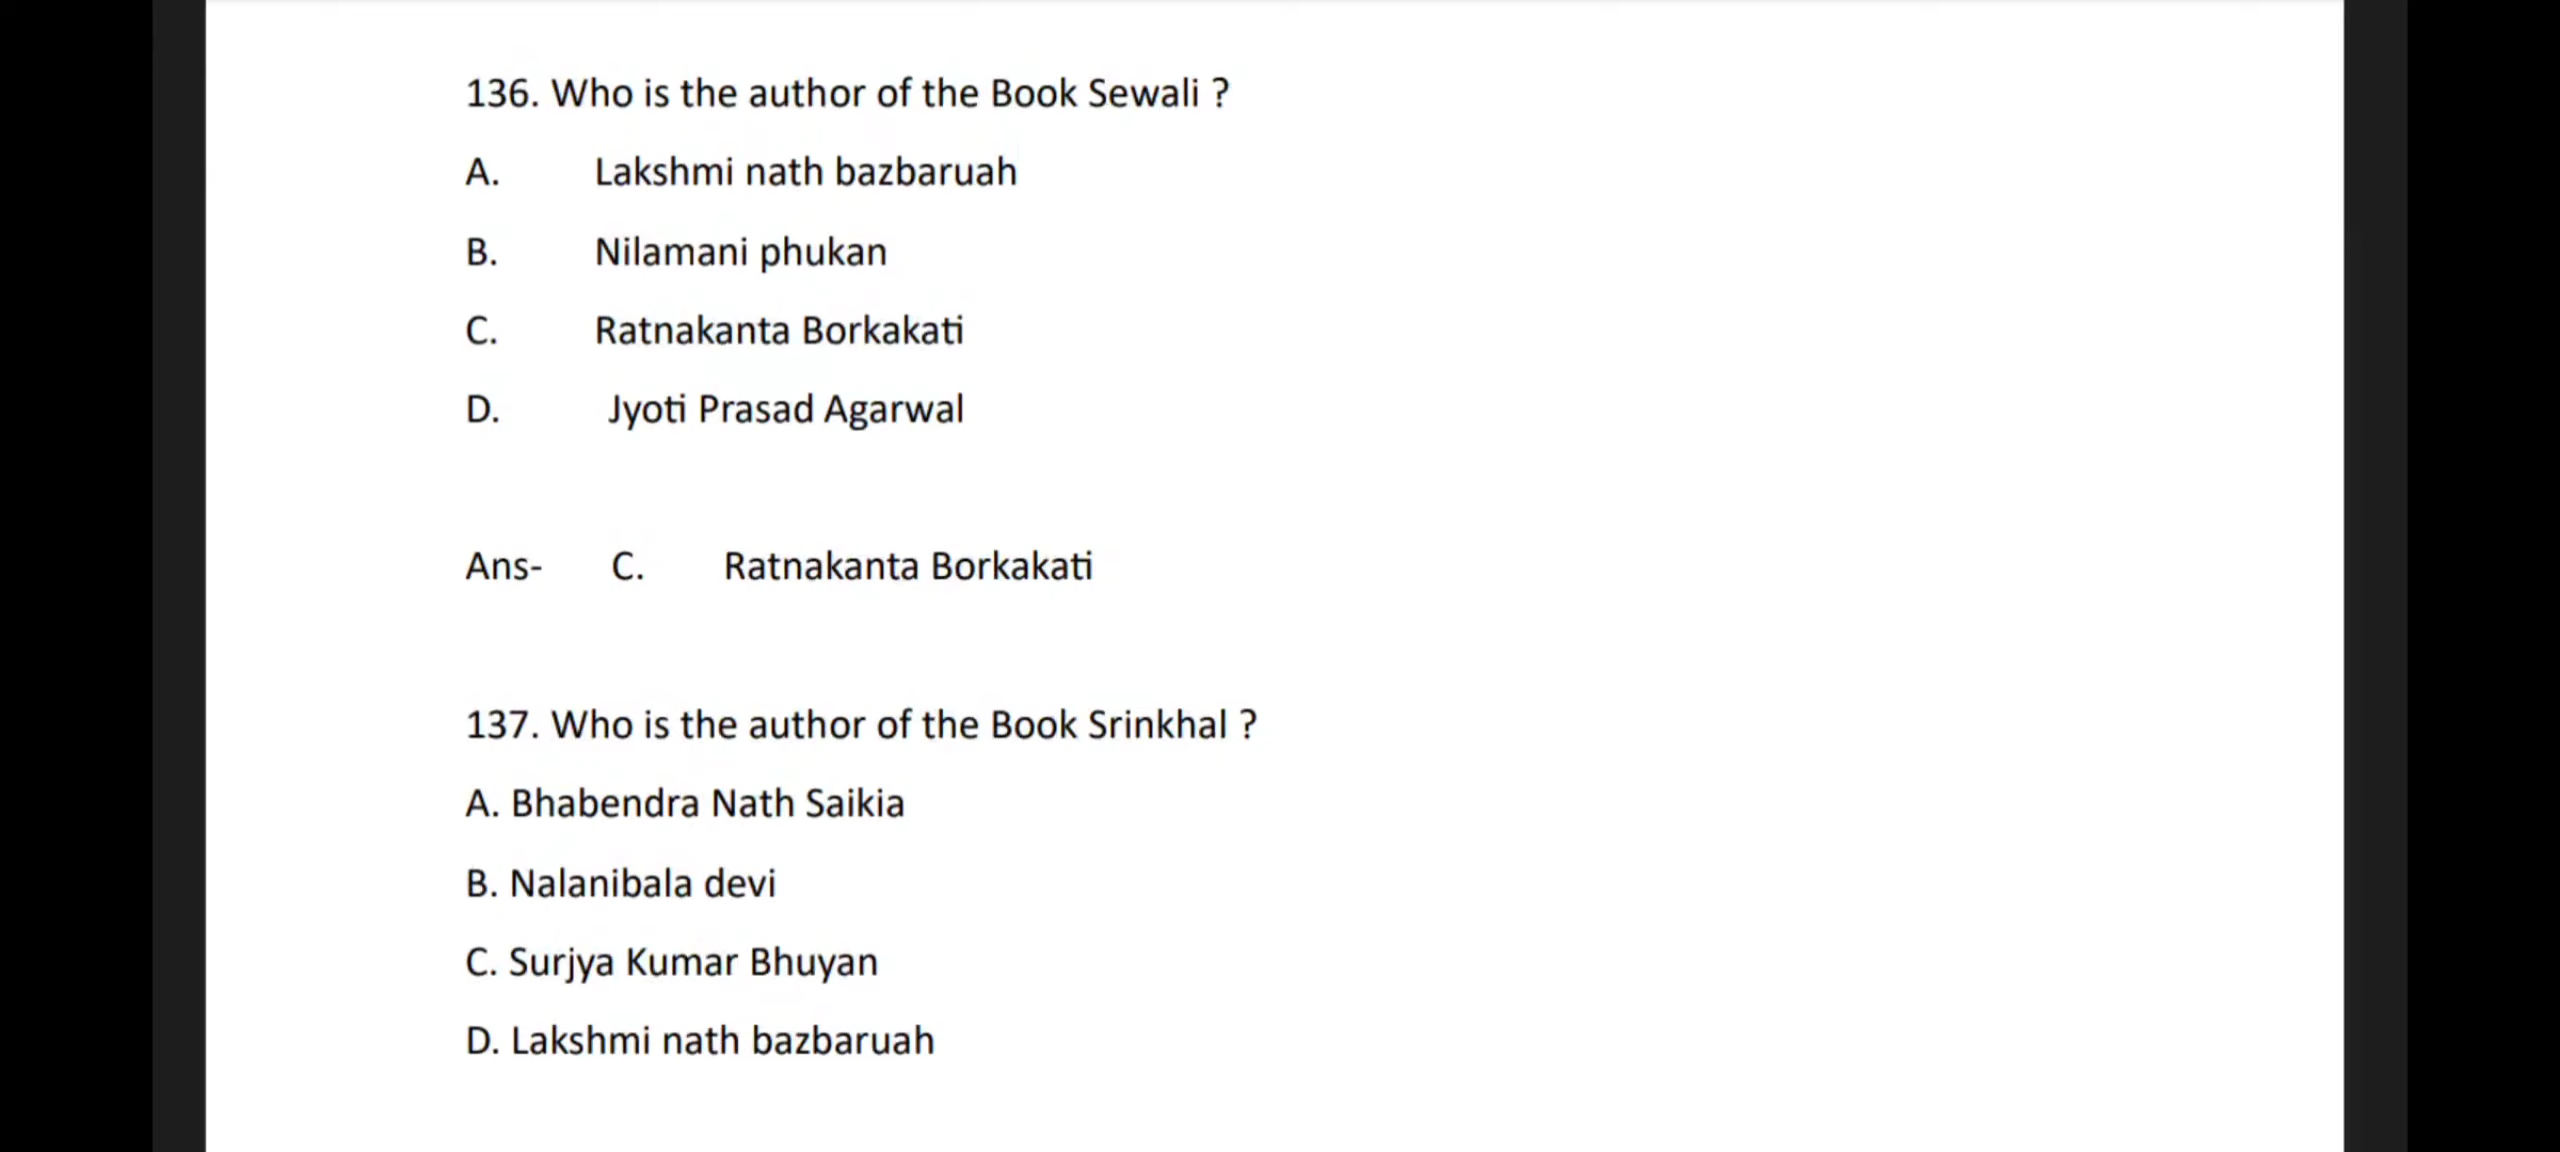 136. Who is the author of the Book Sewali ?
A. Lakshmi nath bazbaruah
B. Nilamani phukan
C. Ratnakanta Borkakati
D. Jyoti Prasad Agarwal
Ans- C. Ratnakanta Borkakati
137. Who is the author of the Book Srinkhal ?
A. Bhabendra Nath Saikia
B. Nalanibala devi
C. Surjya Kumar Bhuyan
D. Lakshmi nath bazbaruah